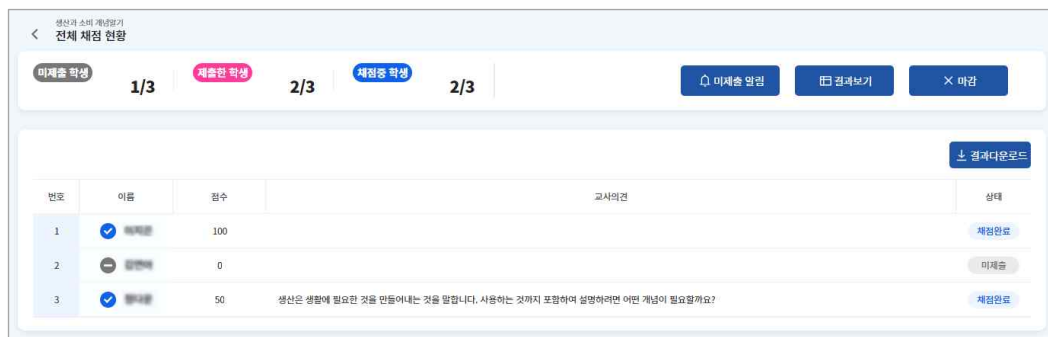 생산과 소비 개념알기
전체 채점 현황
미제출 학생 1/3 제출한 학생 2/3 채점중 학생 2/3 미제출 알림 결과보기 마감
결과다운로드
번호 이름 점수 교사의견 상태
1 100 채점완료
2 0 미제출
3 50 생산은 생활에 필요한 것을 만들어내는 것을 말합니다. 사용하는 것까지 포함하여 설명하려면 어떤 개념이 필요할까요? 채점완료